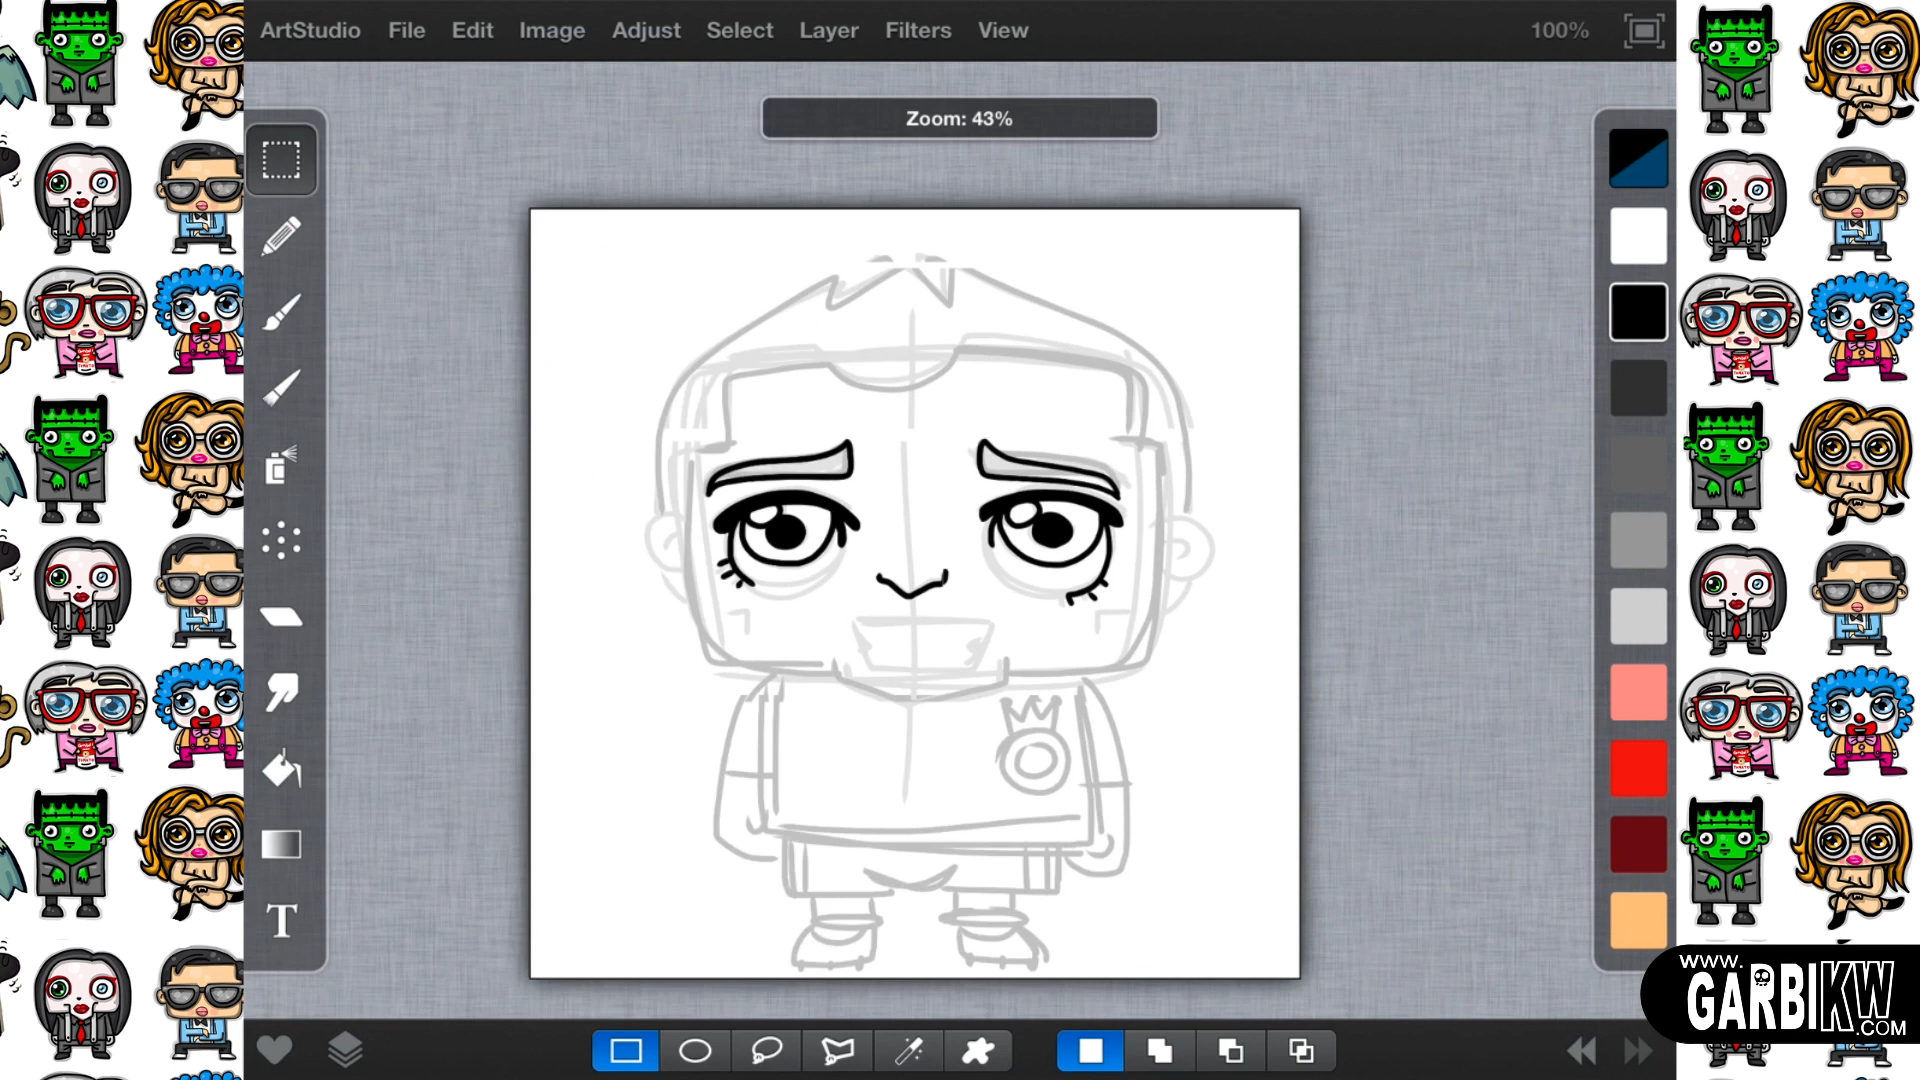 ArtStudio File Edit Image Adjust Select Layer Filters View 100%
Zoom: 43%
T
www.
GARBIKW
.COM